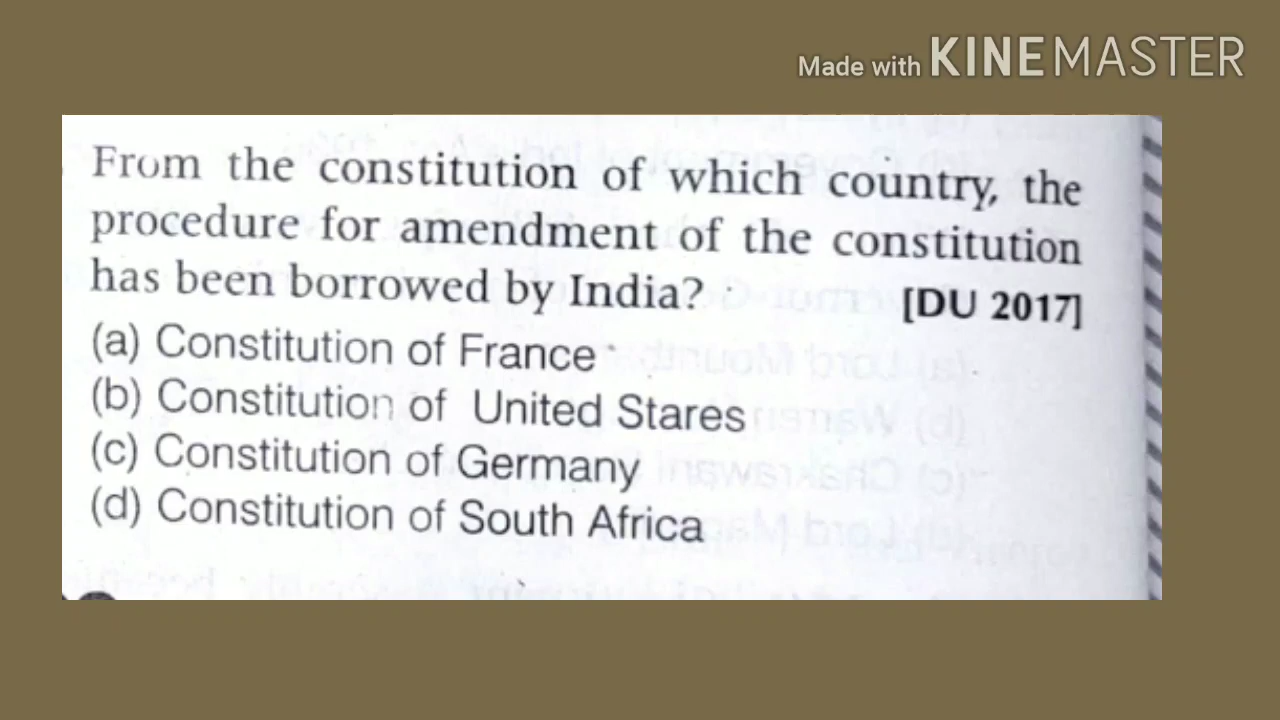 Made with KINEMASTER
From the constitution of which country, the
procedure for amendment of the constitution
has been borrowed by India? [DU 2017]
(a) Constitution of France
(b) Constitution of United Stares
(c) Constitution of Germany
(d) Constitution of South Africa